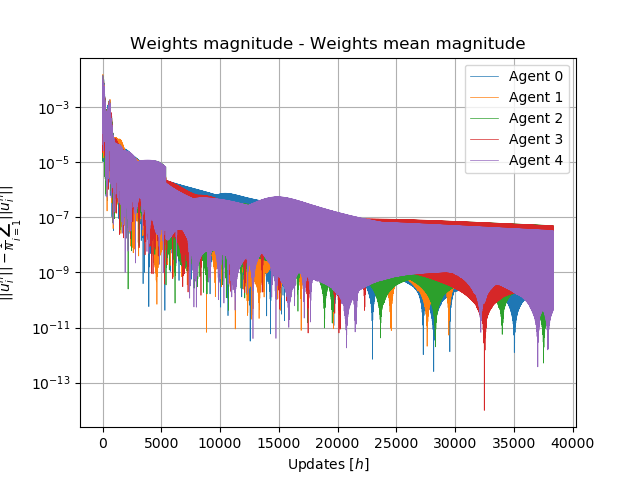 Weights magnitude - Weights mean magnitude
Agent 0
Agent 1
Agent 2
Agent 3
Agent 4
10⁻³
10⁻⁵
10⁻⁷
10⁻⁹
10⁻¹¹
10⁻¹³
0 5000 10000 15000 20000 25000 30000 35000 40000
Updates [h]